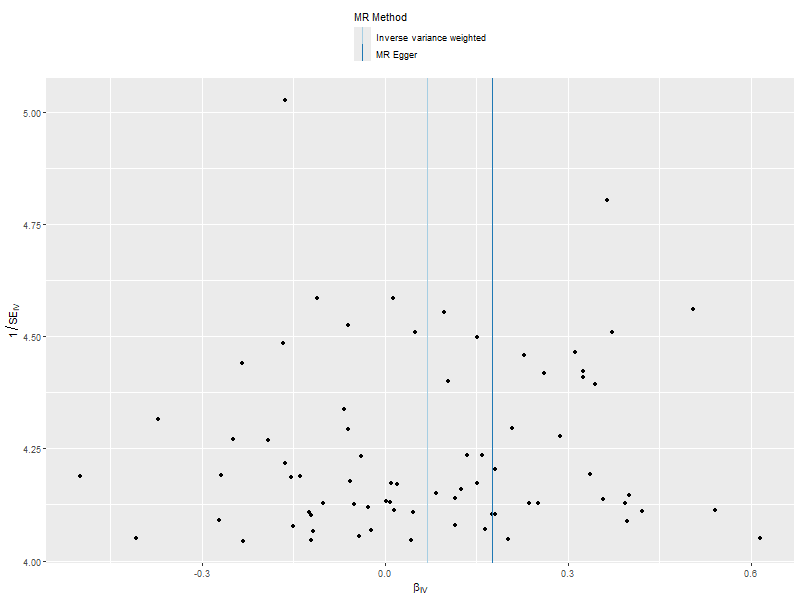 MR Method
Inverse variance weighted
MR Egger
5.00
4.75
4.50
4.25
4.00
1 / SE_IV
-0.3
0.0
0.3
0.6
β_IV